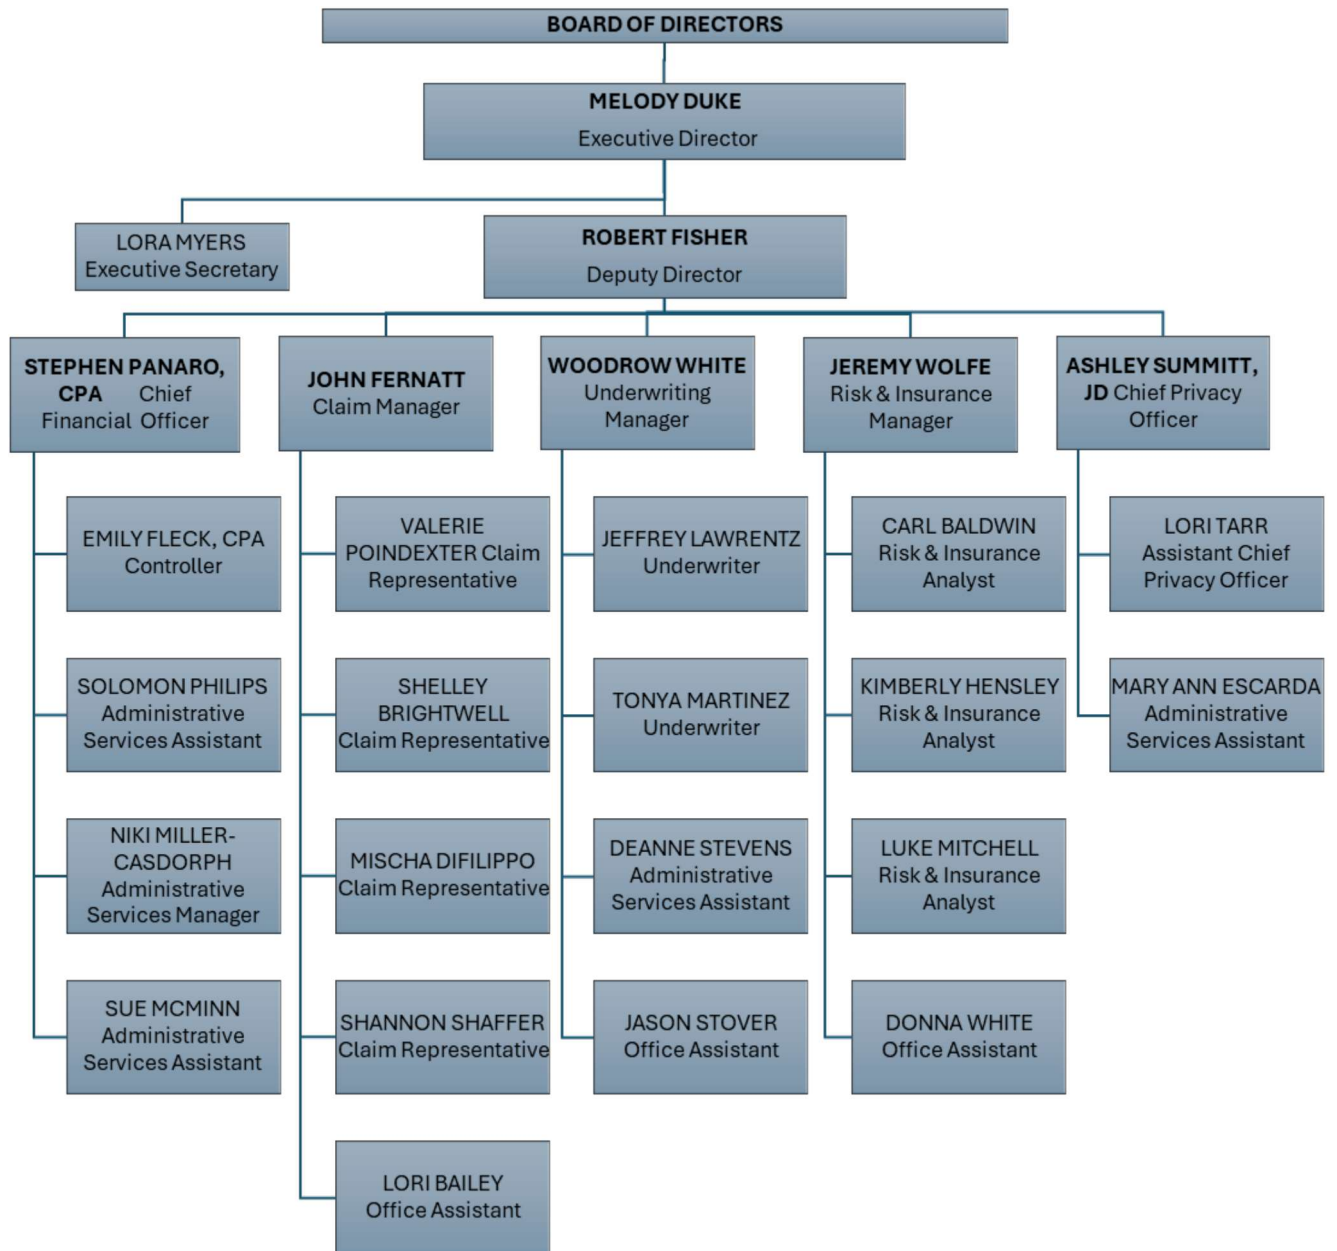 BOARD OF DIRECTORS
MELODY DUKE
Executive Director
LORA MYERS
Executive Secretary
ROBERT FISHER
Deputy Director
STEPHEN PANARO,
CPA Chief
Financial Officer
JOHN FERNATT
Claim Manager
WOODROW WHITE
Underwriting
Manager
JEREMY WOLFE
Risk & Insurance
Manager
ASHLEY SUMMITT,
JD Chief Privacy
Officer
EMILY FLECK, CPA
Controller
VALERIE
POINDEXTER Claim
Representative
JEFFREY LAWRENTZ
Underwriter
CARL BALDWIN
Risk & Insurance
Analyst
LORI TARR
Assistant Chief
Privacy Officer
SOLOMON PHILIPS
Administrative
Services Assistant
SHELLEY
BRIGHTWELL
Claim Representative
TONYA MARTINEZ
Underwriter
KIMBERLY HENSLEY
Risk & Insurance
Analyst
MARY ANN ESCARDA
Administrative
Services Assistant
NIKI MILLER-
CASDORPH
Administrative
Services Manager
MISCHA DIFILIPPO
Claim Representative
DEANNE STEVENS
Administrative
Services Assistant
LUKE MITCHELL
Risk & Insurance
Analyst
SUE MCMINN
Administrative
Services Assistant
SHANNON SHAFFER
Claim Representative
JASON STOVER
Office Assistant
DONNA WHITE
Office Assistant
LORI BAILEY
Office Assistant